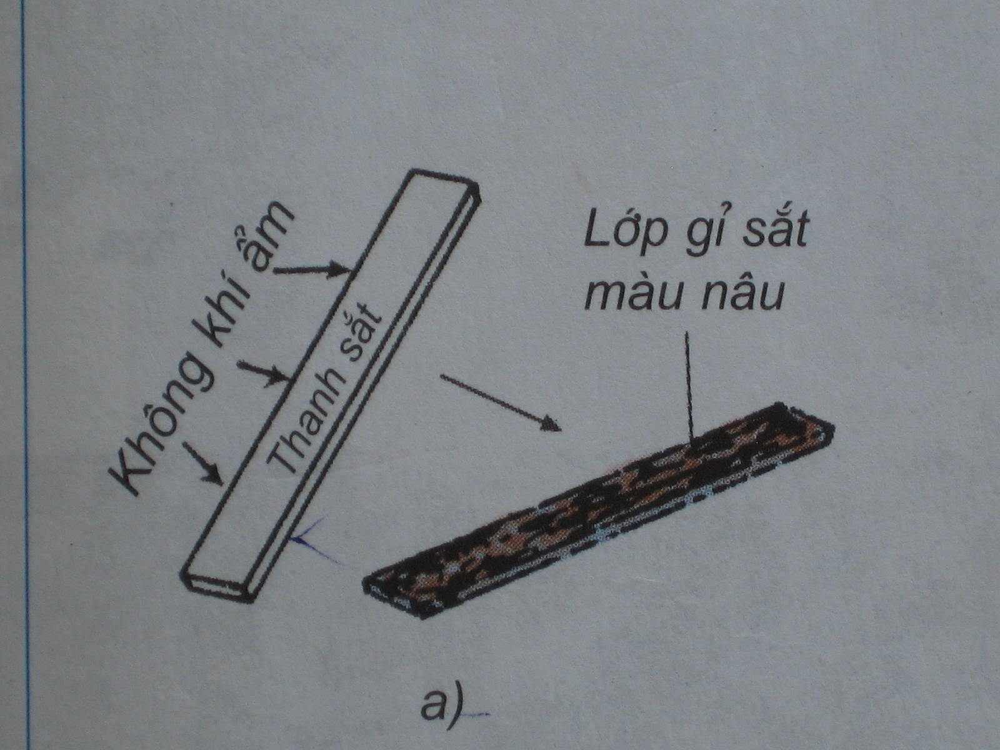 Không khí ẩm
Thanh sắt
Lớp gỉ sắt
màu nâu
a)